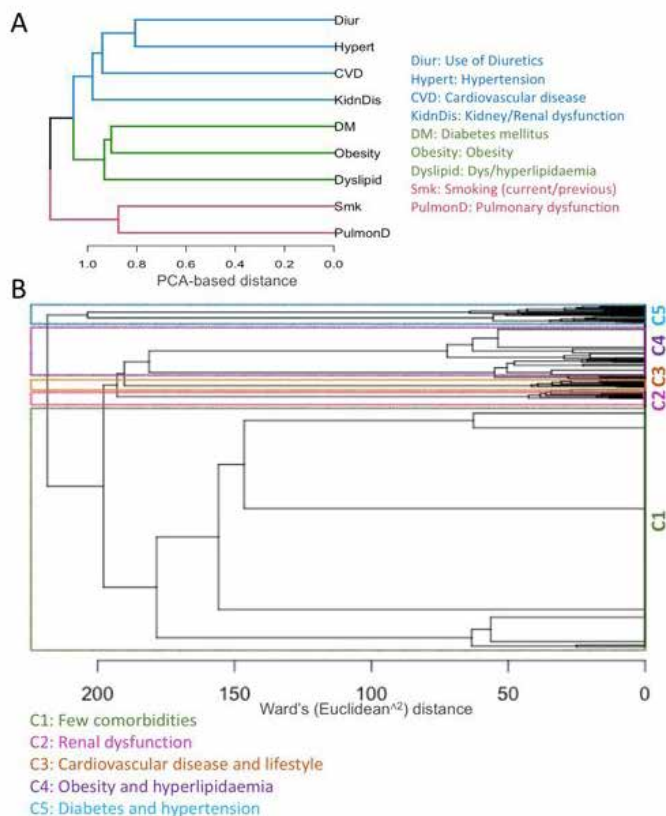 A
Diur
Hypert
CVD
KidnDis
DM
Obesity
Dyslipid
Smk
PulmonD
1.0 0.8 0.6 0.4 0.2 0.0
PCA-based distance
Diur: Use of Diuretics
Hypert: Hypertension
CVD: Cardiovascular disease
KidnDis: Kidney/Renal dysfunction
DM: Diabetes mellitus
Obesity: Obesity
Dyslipid: Dys/hyperlipidaemia
Smk: Smoking (current/previous)
PulmonD: Pulmonary dysfunction
B
C5
C4
C3
C2
C1
200 150 100 50 0
Ward's (Euclidean^2) distance
C1: Few comorbidities
C2: Renal dysfunction
C3: Cardiovascular disease and lifestyle
C4: Obesity and hyperlipidaemia
C5: Diabetes and hypertension